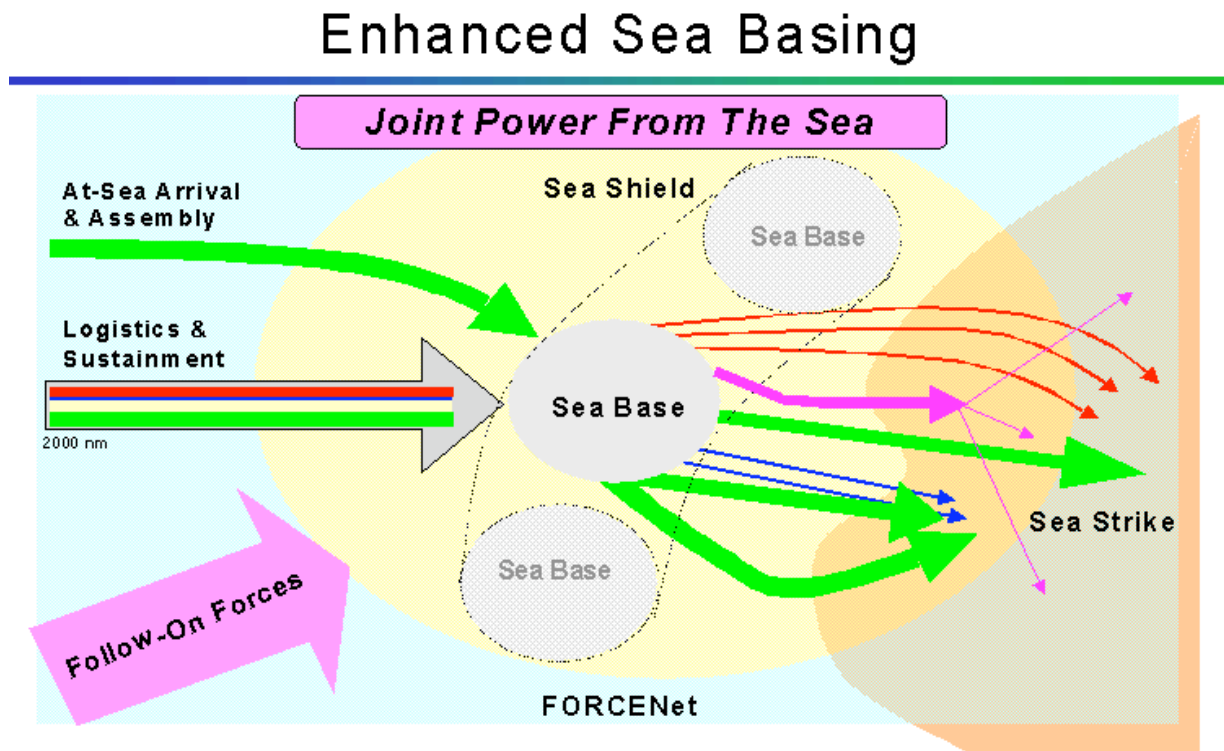 Enhanced Sea Basing
Joint Power From The Sea
At-Sea Arrival
& Assembly
Sea Shield
Sea Base
Logistics &
Sustainment
2000 nm
Sea Base
Sea Strike
Sea Base
Follow-On Forces
FORCENet